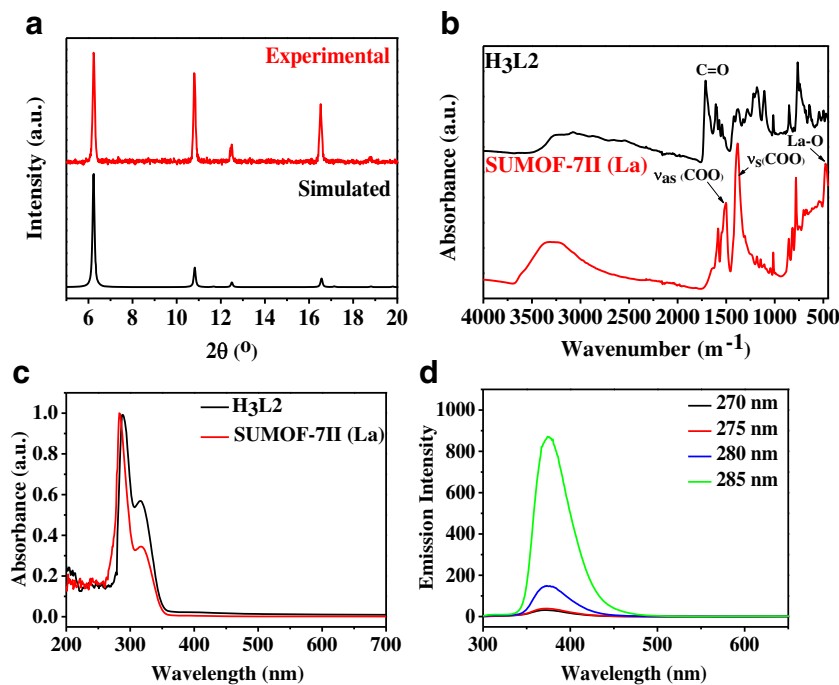 a
Experimental
Simulated
Intensity (a.u.)
6 8 10 12 14 16 18 20
2θ (°)
b
H3L2
C=O
La-O
SUMOF-7II (La)
νas (COO)
νs(COO)
Absorbance (a.u.)
4000 3500 3000 2500 2000 1500 1000 500
Wavenumber (m-1)
c
H3L2
SUMOF-7II (La)
1.0
0.8
0.6
0.4
0.2
0.0
Absorbance (a.u.)
200 300 400 500 600 700
Wavelength (nm)
d
270 nm
275 nm
280 nm
285 nm
1000
800
600
400
200
0
Emission Intensity
300 400 500 600
Wavelength (nm)